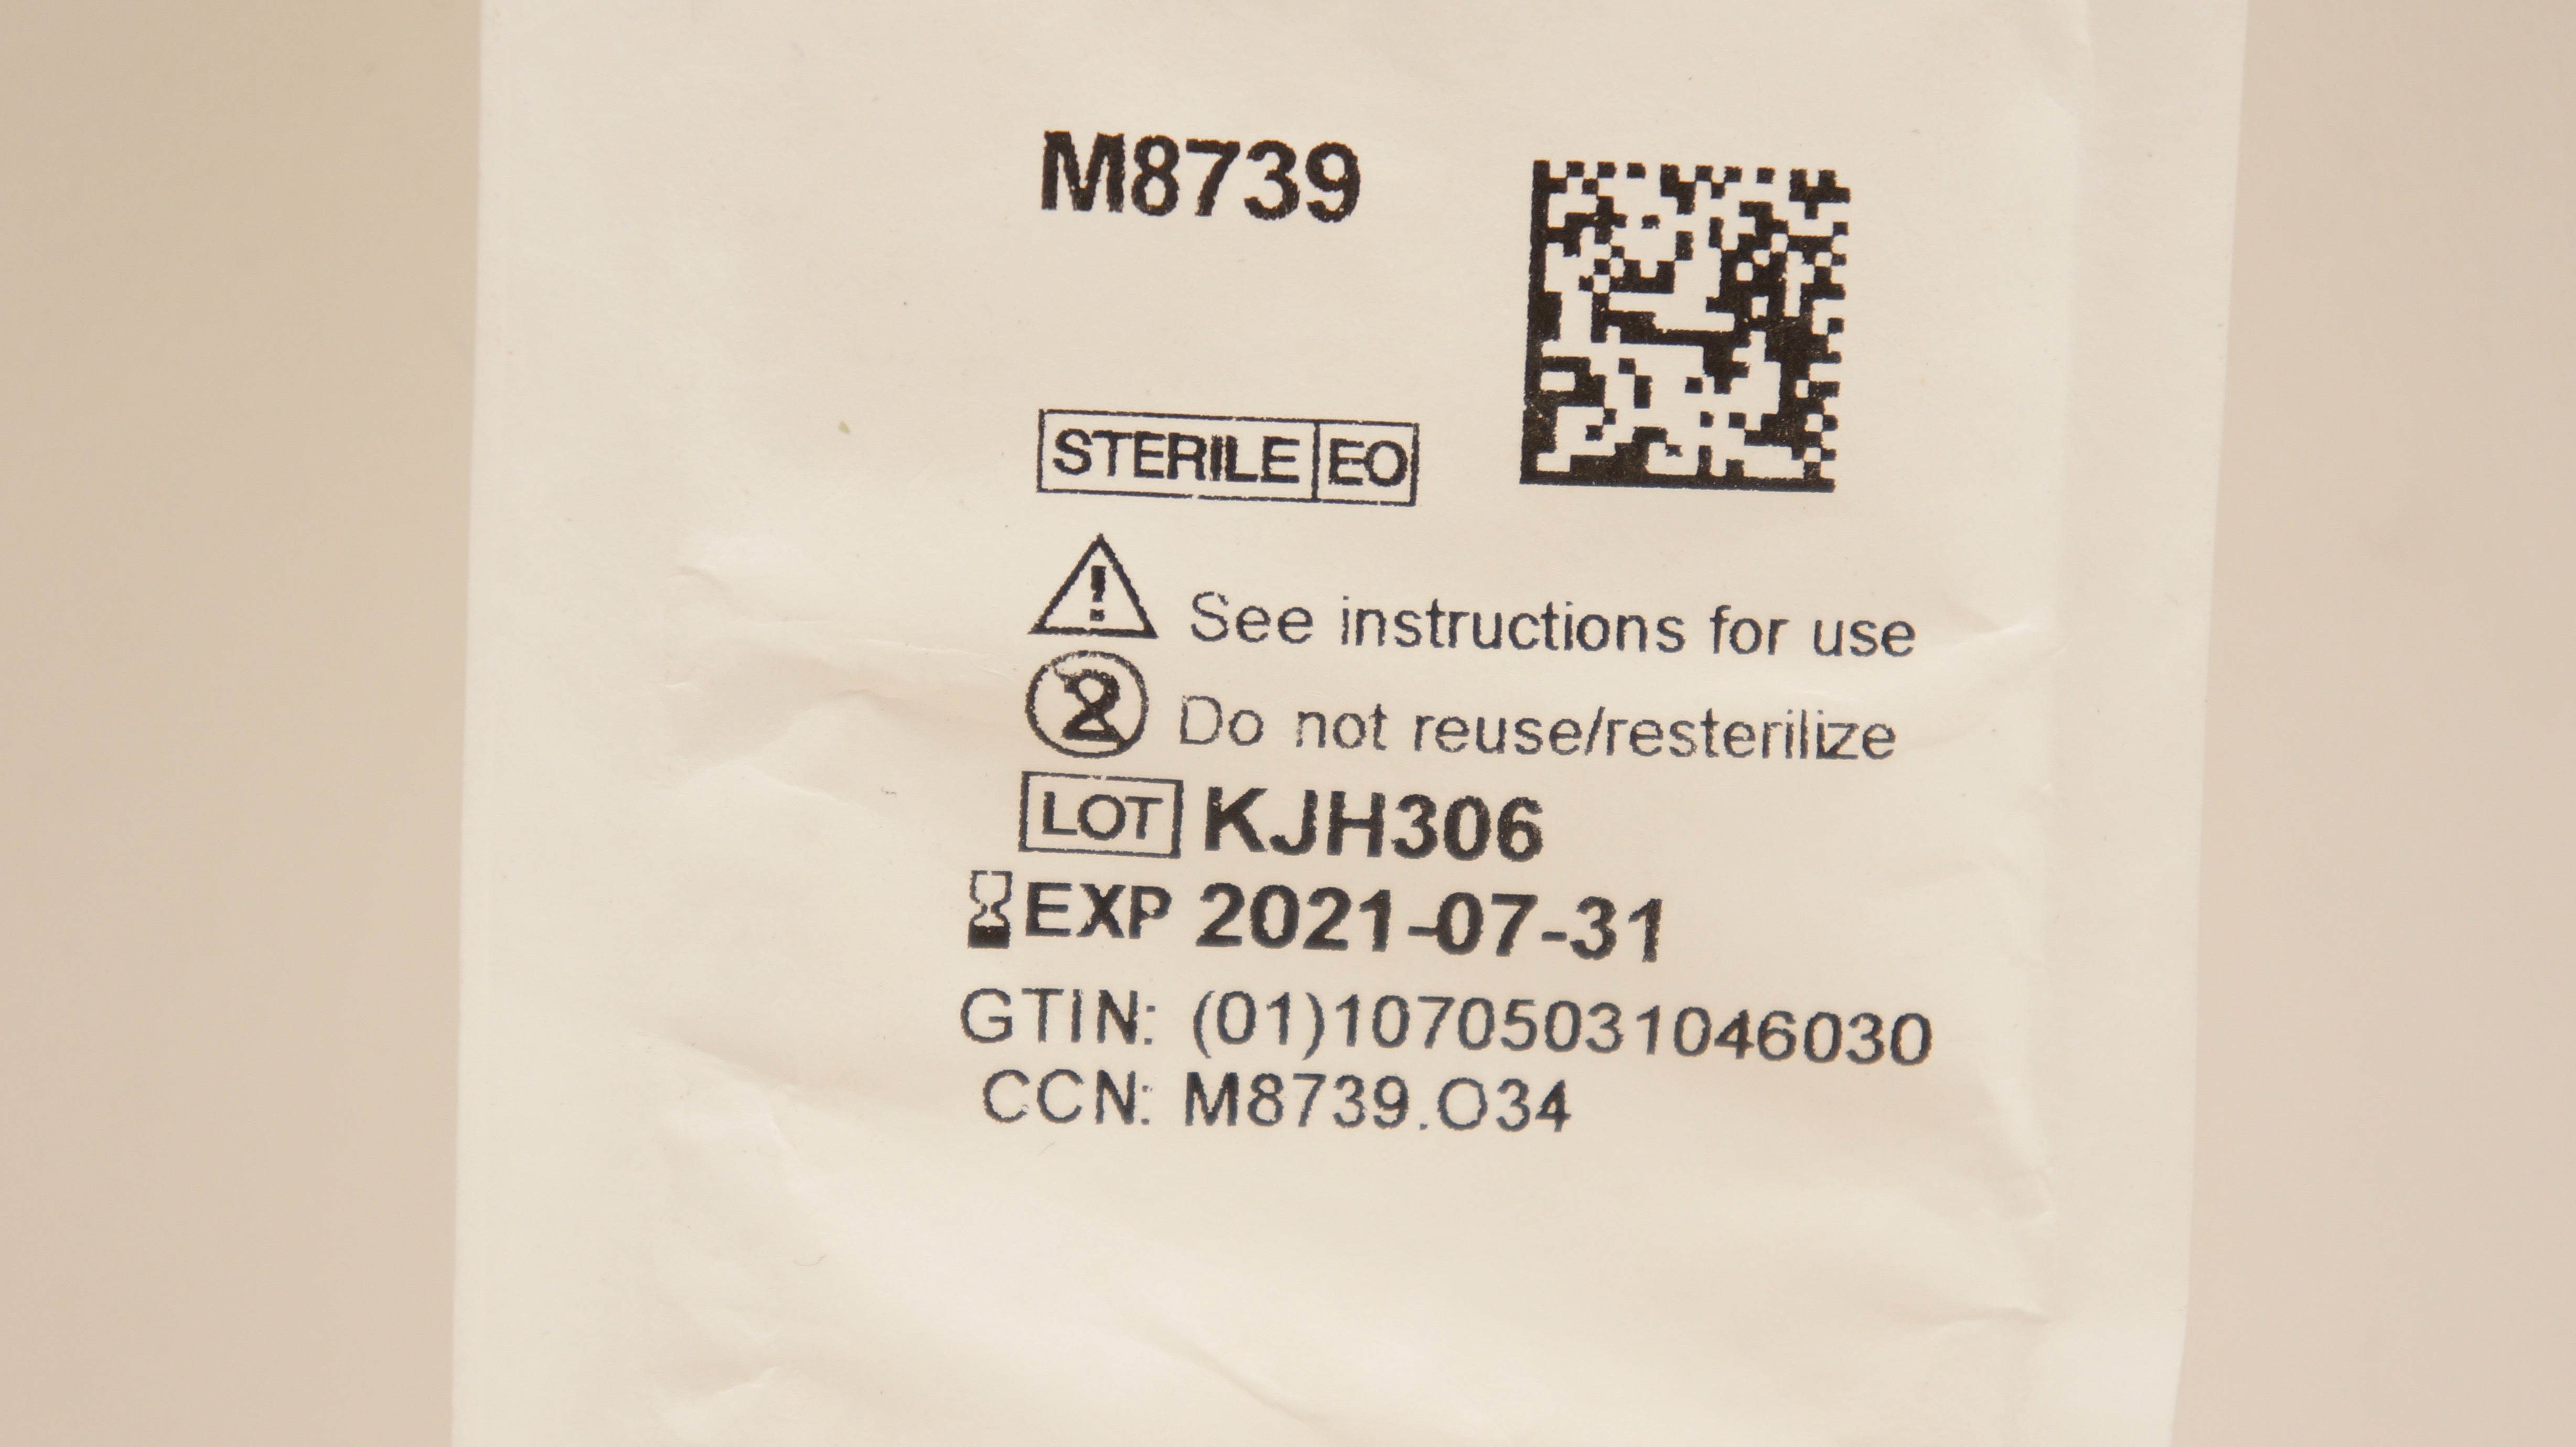 M8739
STERILE EO
See instructions for use
2 Do not reuse/resterilize
LOT KJH306
EXP 2021-07-31
GTIN: (01)10705031046030
CCN: M8739.O34